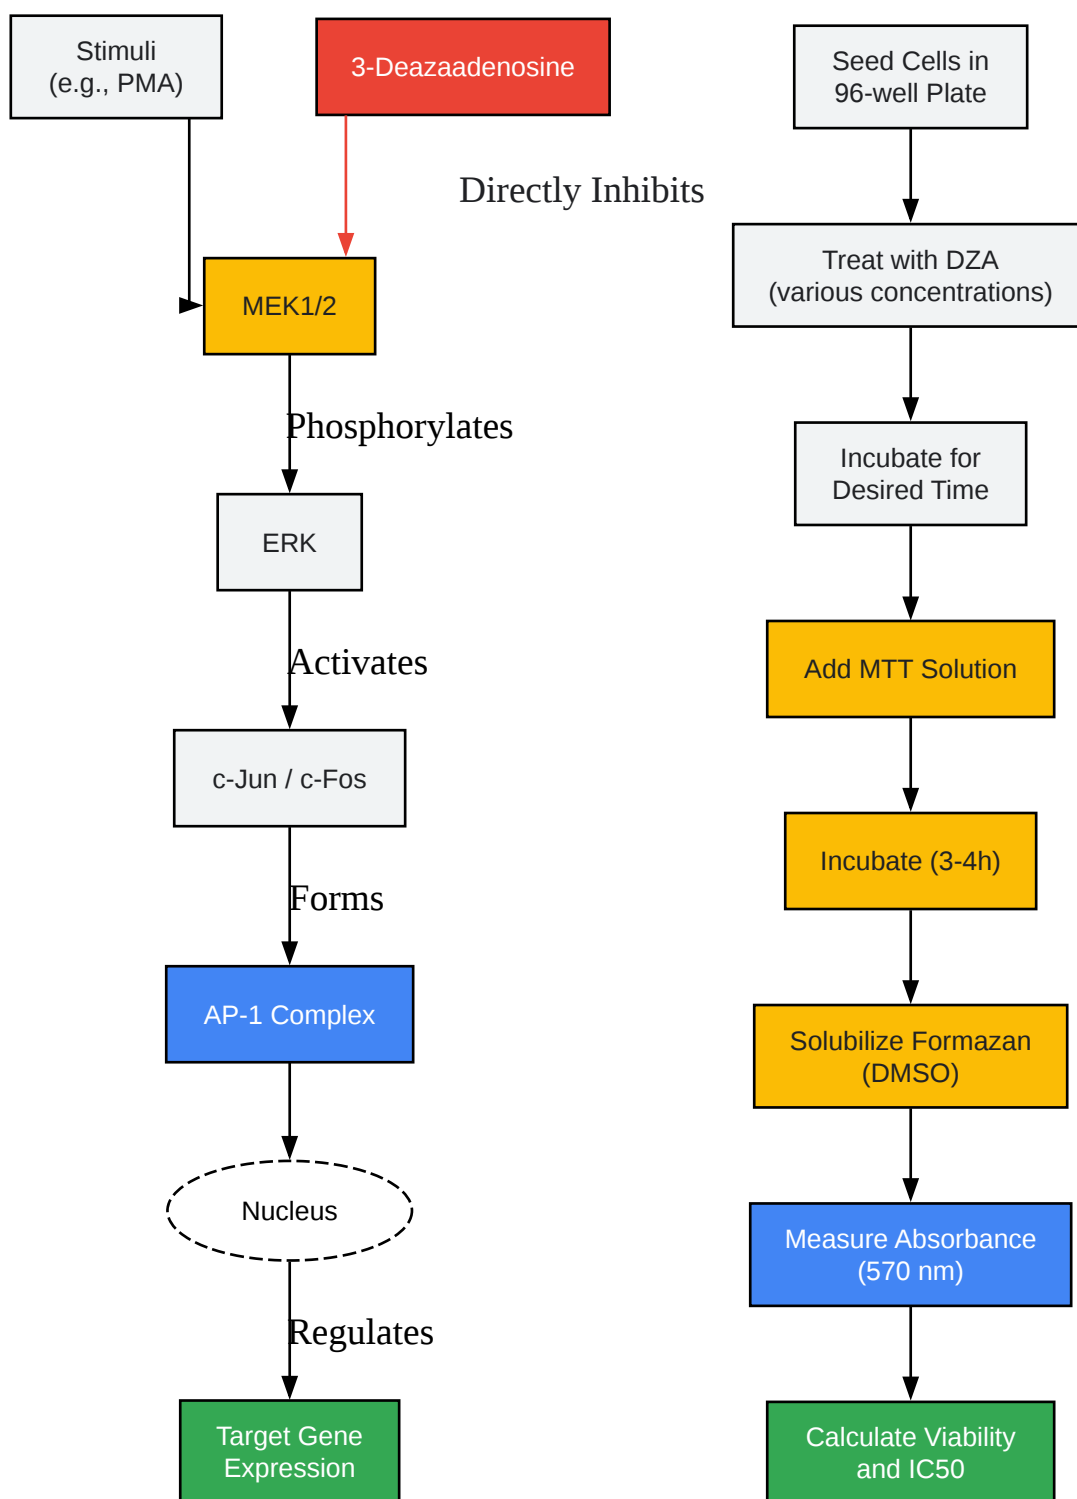 Stimuli
(e.g., PMA)
3-Deazaadenosine
Directly Inhibits
MEK1/2
Phosphorylates
ERK
Activates
c-Jun / c-Fos
Forms
AP-1 Complex
Nucleus
Regulates
Target Gene
Expression
Seed Cells in
96-well Plate
Treat with DZA
(various concentrations)
Incubate for
Desired Time
Add MTT Solution
Incubate (3-4h)
Solubilize Formazan
(DMSO)
Measure Absorbance
(570 nm)
Calculate Viability
and IC50